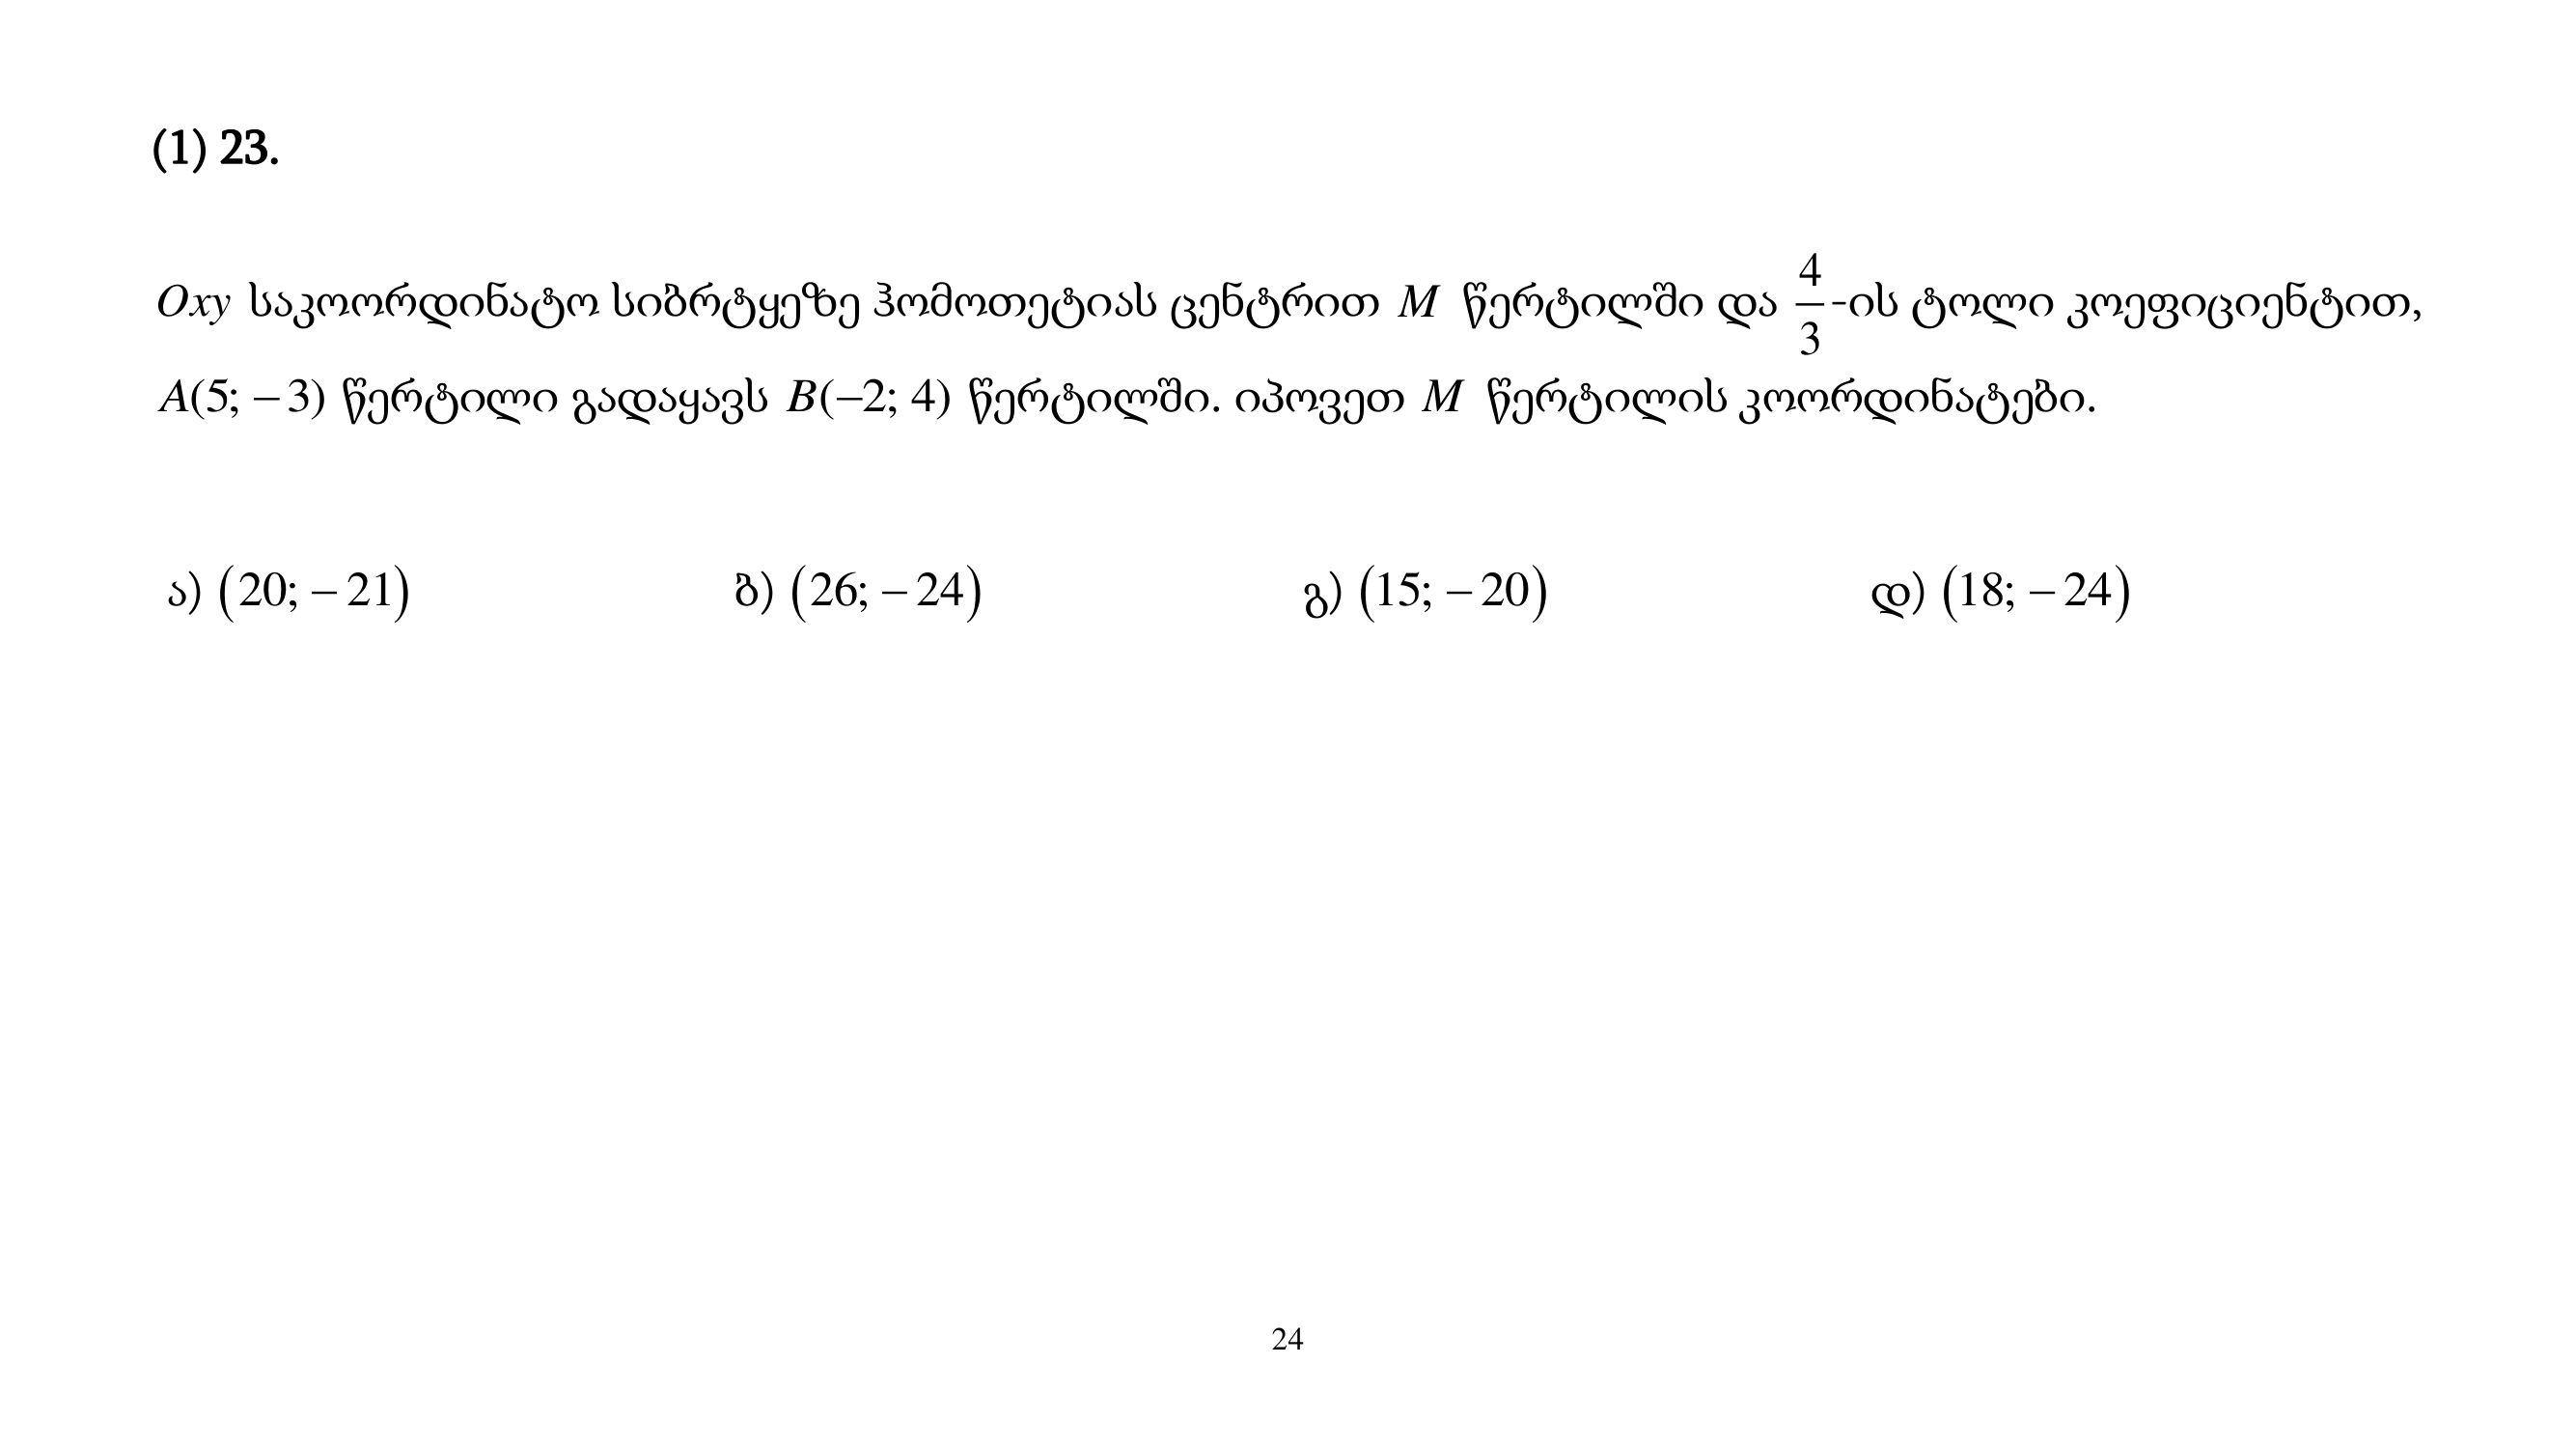 (1) 23.
Oxy საკოორდინატო სიბრტყეზე ჰომოთეტიას ცენტრით M წერტილში და 4/3-ის ტოლი კოეფიციენტით,
A(5; −3) წერტილი გადაყავს B(−2; 4) წერტილში. იპოვეთ M წერტილის კოორდინატები.
ა) (20; −21) ბ) (26; −24) გ) (15; −20) დ) (18; −24)
24